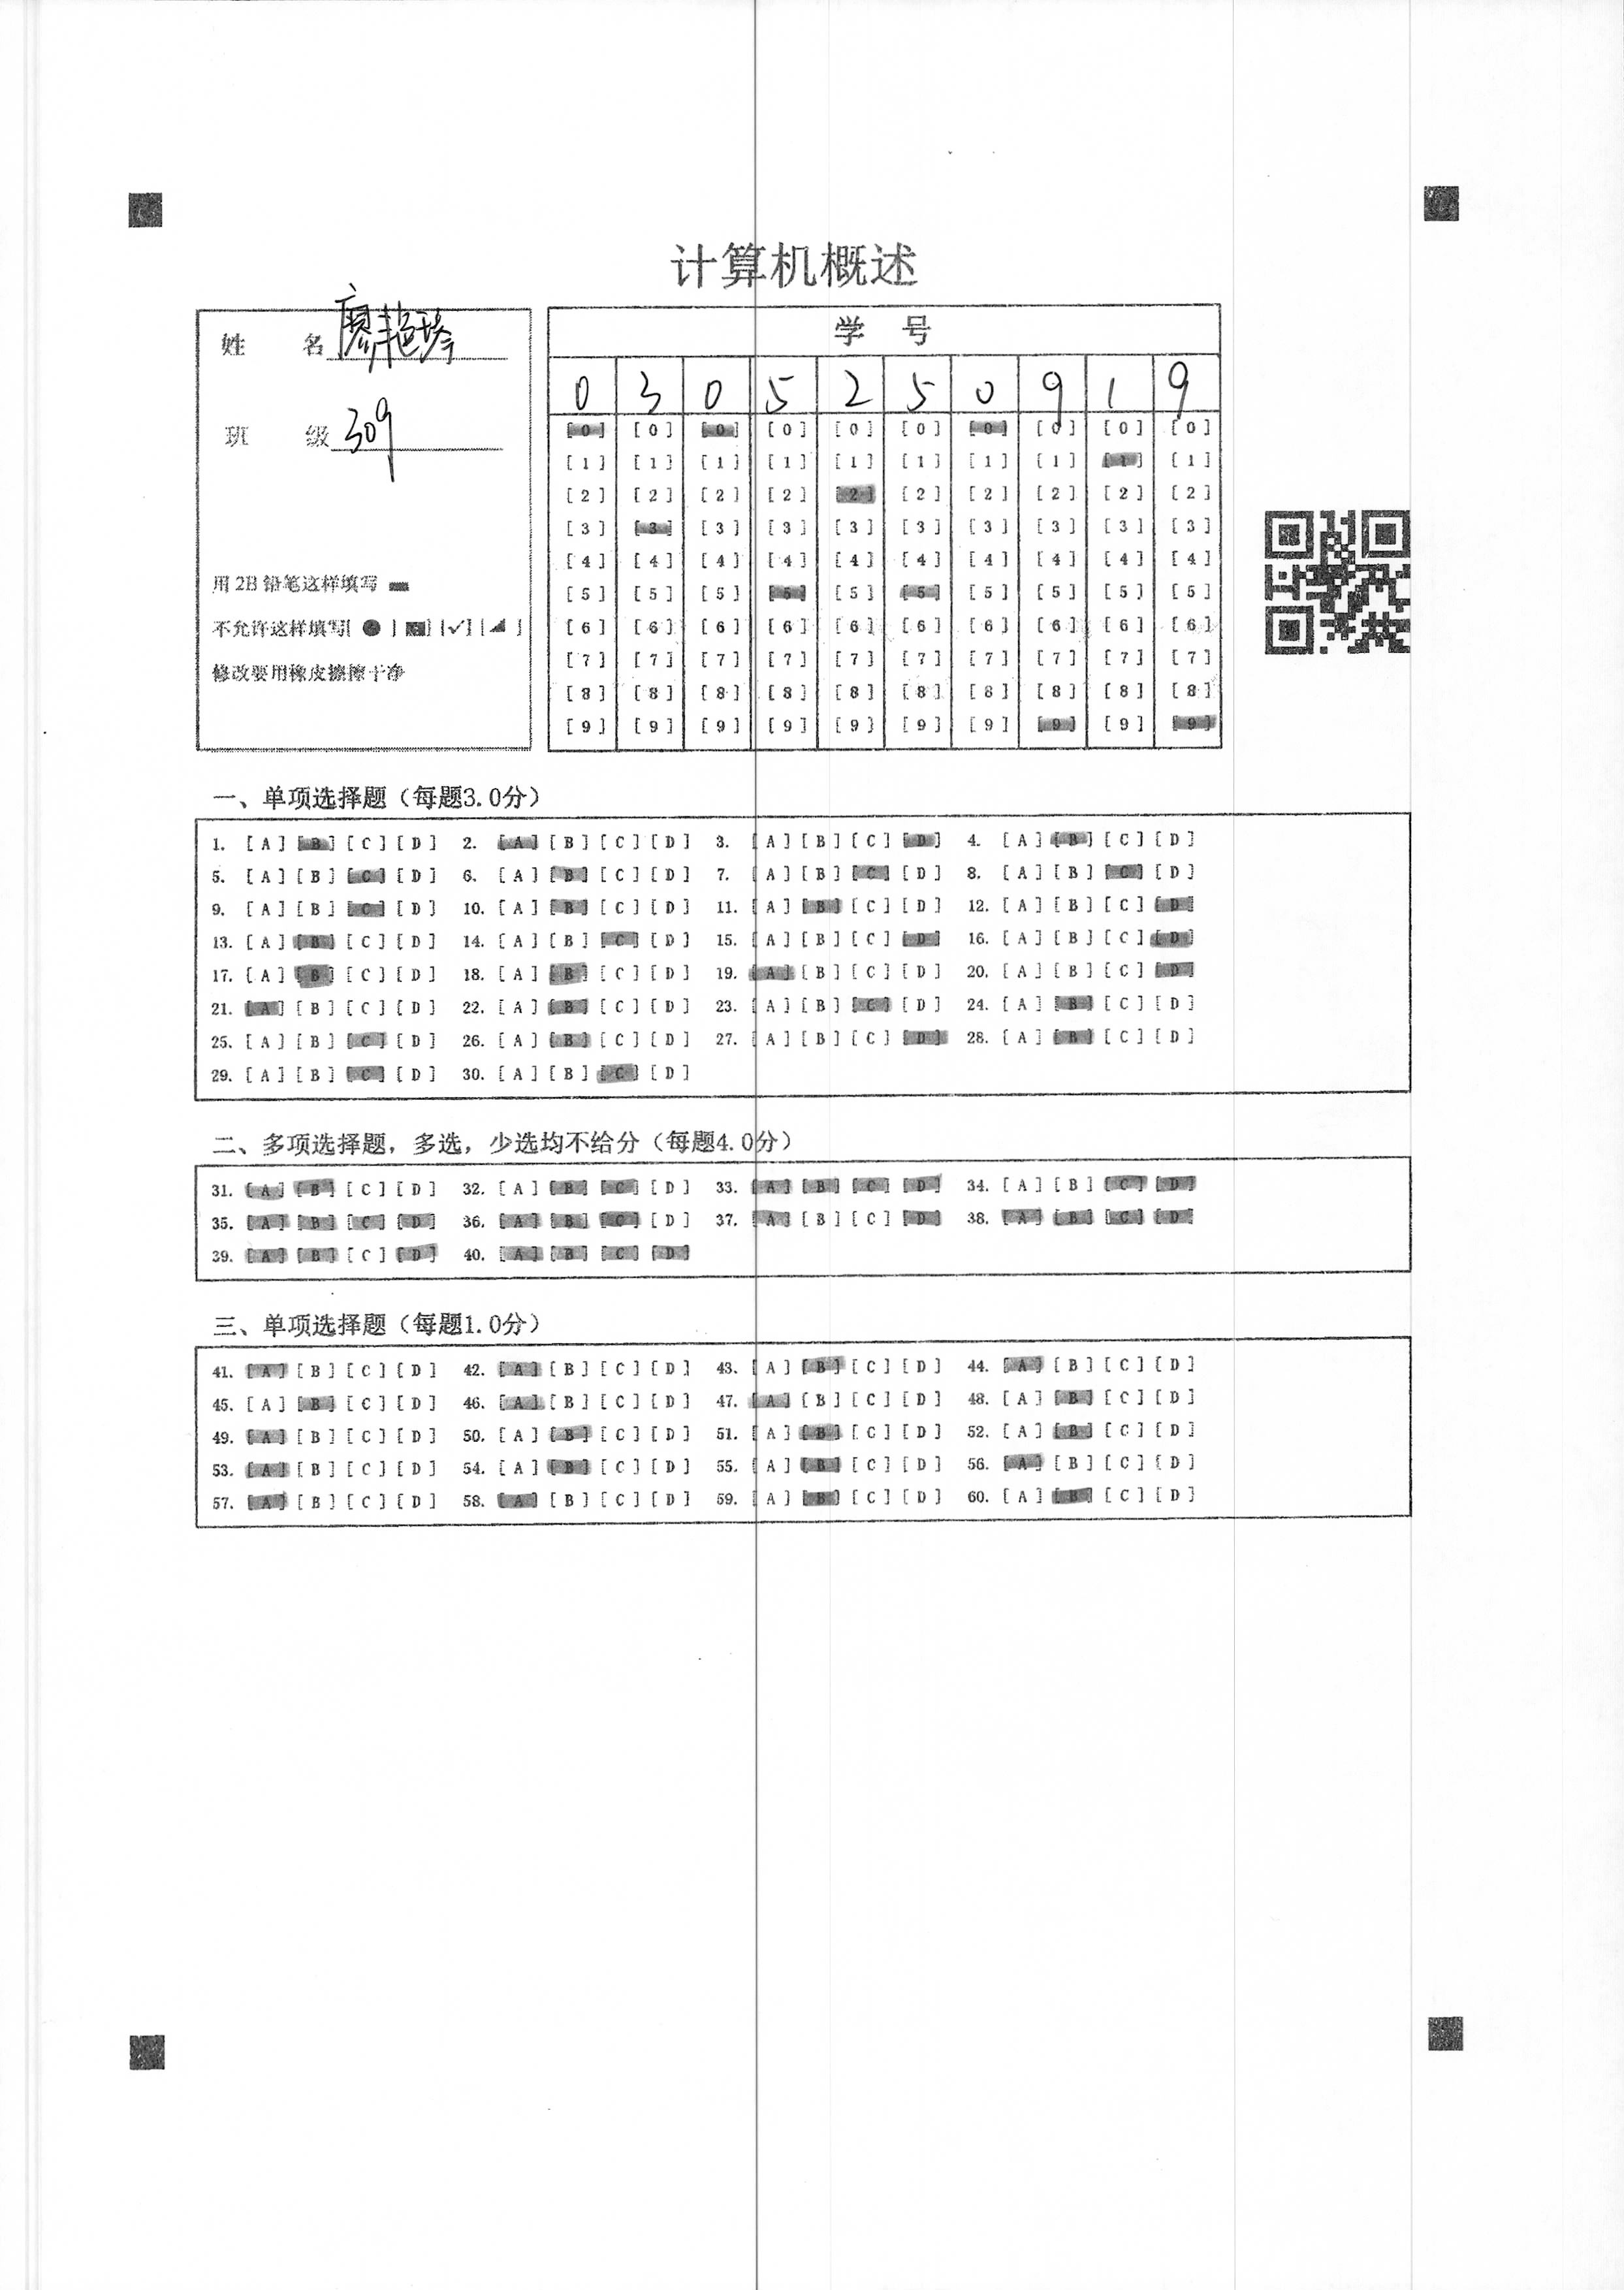 计算机概述
姓 名 廖艳琴
班 级 309
用 2B 铅笔这样填写
不允许这样填写[ ● ] [ ] [✓] [ ◢ ]
修改要用橡皮擦擦干净
学 号
0 3 0 5 2 5 0 9 1 9
[0] [0] [0] [0] [0] [0] [0] [0] [0] [0]
[1] [1] [1] [1] [1] [1] [1] [1] [1] [1]
[2] [2] [2] [2] [2] [2] [2] [2] [2] [2]
[3] [3] [3] [3] [3] [3] [3] [3] [3] [3]
[4] [4] [4] [4] [4] [4] [4] [4] [4] [4]
[5] [5] [5] [5] [5] [5] [5] [5] [5] [5]
[6] [6] [6] [6] [6] [6] [6] [6] [6] [6]
[7] [7] [7] [7] [7] [7] [7] [7] [7] [7]
[8] [8] [8] [8] [8] [8] [8] [8] [8] [8]
[9] [9] [9] [9] [9] [9] [9] [9] [9] [9]
一、单项选择题（每题3.0分）
1. [A] [B] [C] [D] 2. [A] [B] [C] [D] 3. [A] [B] [C] [D] 4. [A] [B] [C] [D]
5. [A] [B] [C] [D] 6. [A] [B] [C] [D] 7. [A] [B] [C] [D] 8. [A] [B] [C] [D]
9. [A] [B] [C] [D] 10. [A] [B] [C] [D] 11. [A] [B] [C] [D] 12. [A] [B] [C] [D]
13. [A] [B] [C] [D] 14. [A] [B] [C] [D] 15. [A] [B] [C] [D] 16. [A] [B] [C] [D]
17. [A] [B] [C] [D] 18. [A] [B] [C] [D] 19. [A] [B] [C] [D] 20. [A] [B] [C] [D]
21. [A] [B] [C] [D] 22. [A] [B] [C] [D] 23. [A] [B] [C] [D] 24. [A] [B] [C] [D]
25. [A] [B] [C] [D] 26. [A] [B] [C] [D] 27. [A] [B] [C] [D] 28. [A] [B] [C] [D]
29. [A] [B] [C] [D] 30. [A] [B] [C] [D]
二、多项选择题，多选，少选均不给分（每题4.0分）
31. [A] [B] [C] [D] 32. [A] [B] [C] [D] 33. [A] [B] [C] [D] 34. [A] [B] [C] [D]
35. [A] [B] [C] [D] 36. [A] [B] [C] [D] 37. [A] [B] [C] [D] 38. [A] [B] [C] [D]
39. [A] [B] [C] [D] 40. [A] [B] [C] [D]
三、单项选择题（每题1.0分）
41. [A] [B] [C] [D] 42. [A] [B] [C] [D] 43. [A] [B] [C] [D] 44. [A] [B] [C] [D]
45. [A] [B] [C] [D] 46. [A] [B] [C] [D] 47. [A] [B] [C] [D] 48. [A] [B] [C] [D]
49. [A] [B] [C] [D] 50. [A] [B] [C] [D] 51. [A] [B] [C] [D] 52. [A] [B] [C] [D]
53. [A] [B] [C] [D] 54. [A] [B] [C] [D] 55. [A] [B] [C] [D] 56. [A] [B] [C] [D]
57. [A] [B] [C] [D] 58. [A] [B] [C] [D] 59. [A] [B] [C] [D] 60. [A] [B] [C] [D]